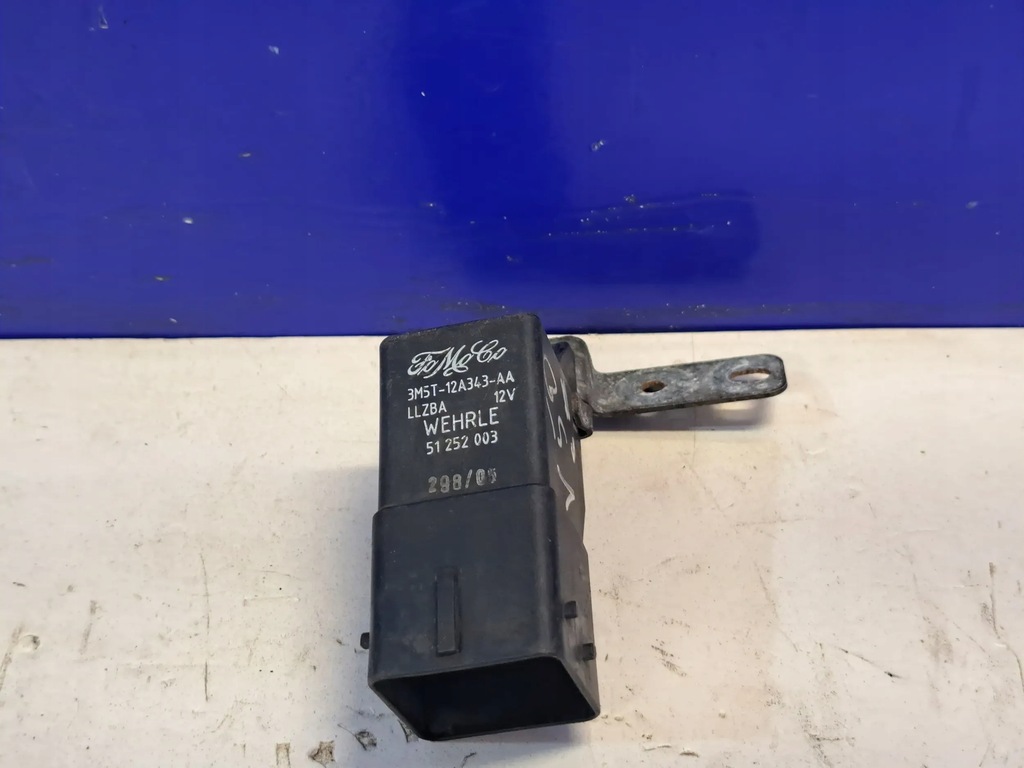 FoMoCo
3M5T-12A343-AA
LLZBA 12V
WEHRLE
51 252 003
298/05